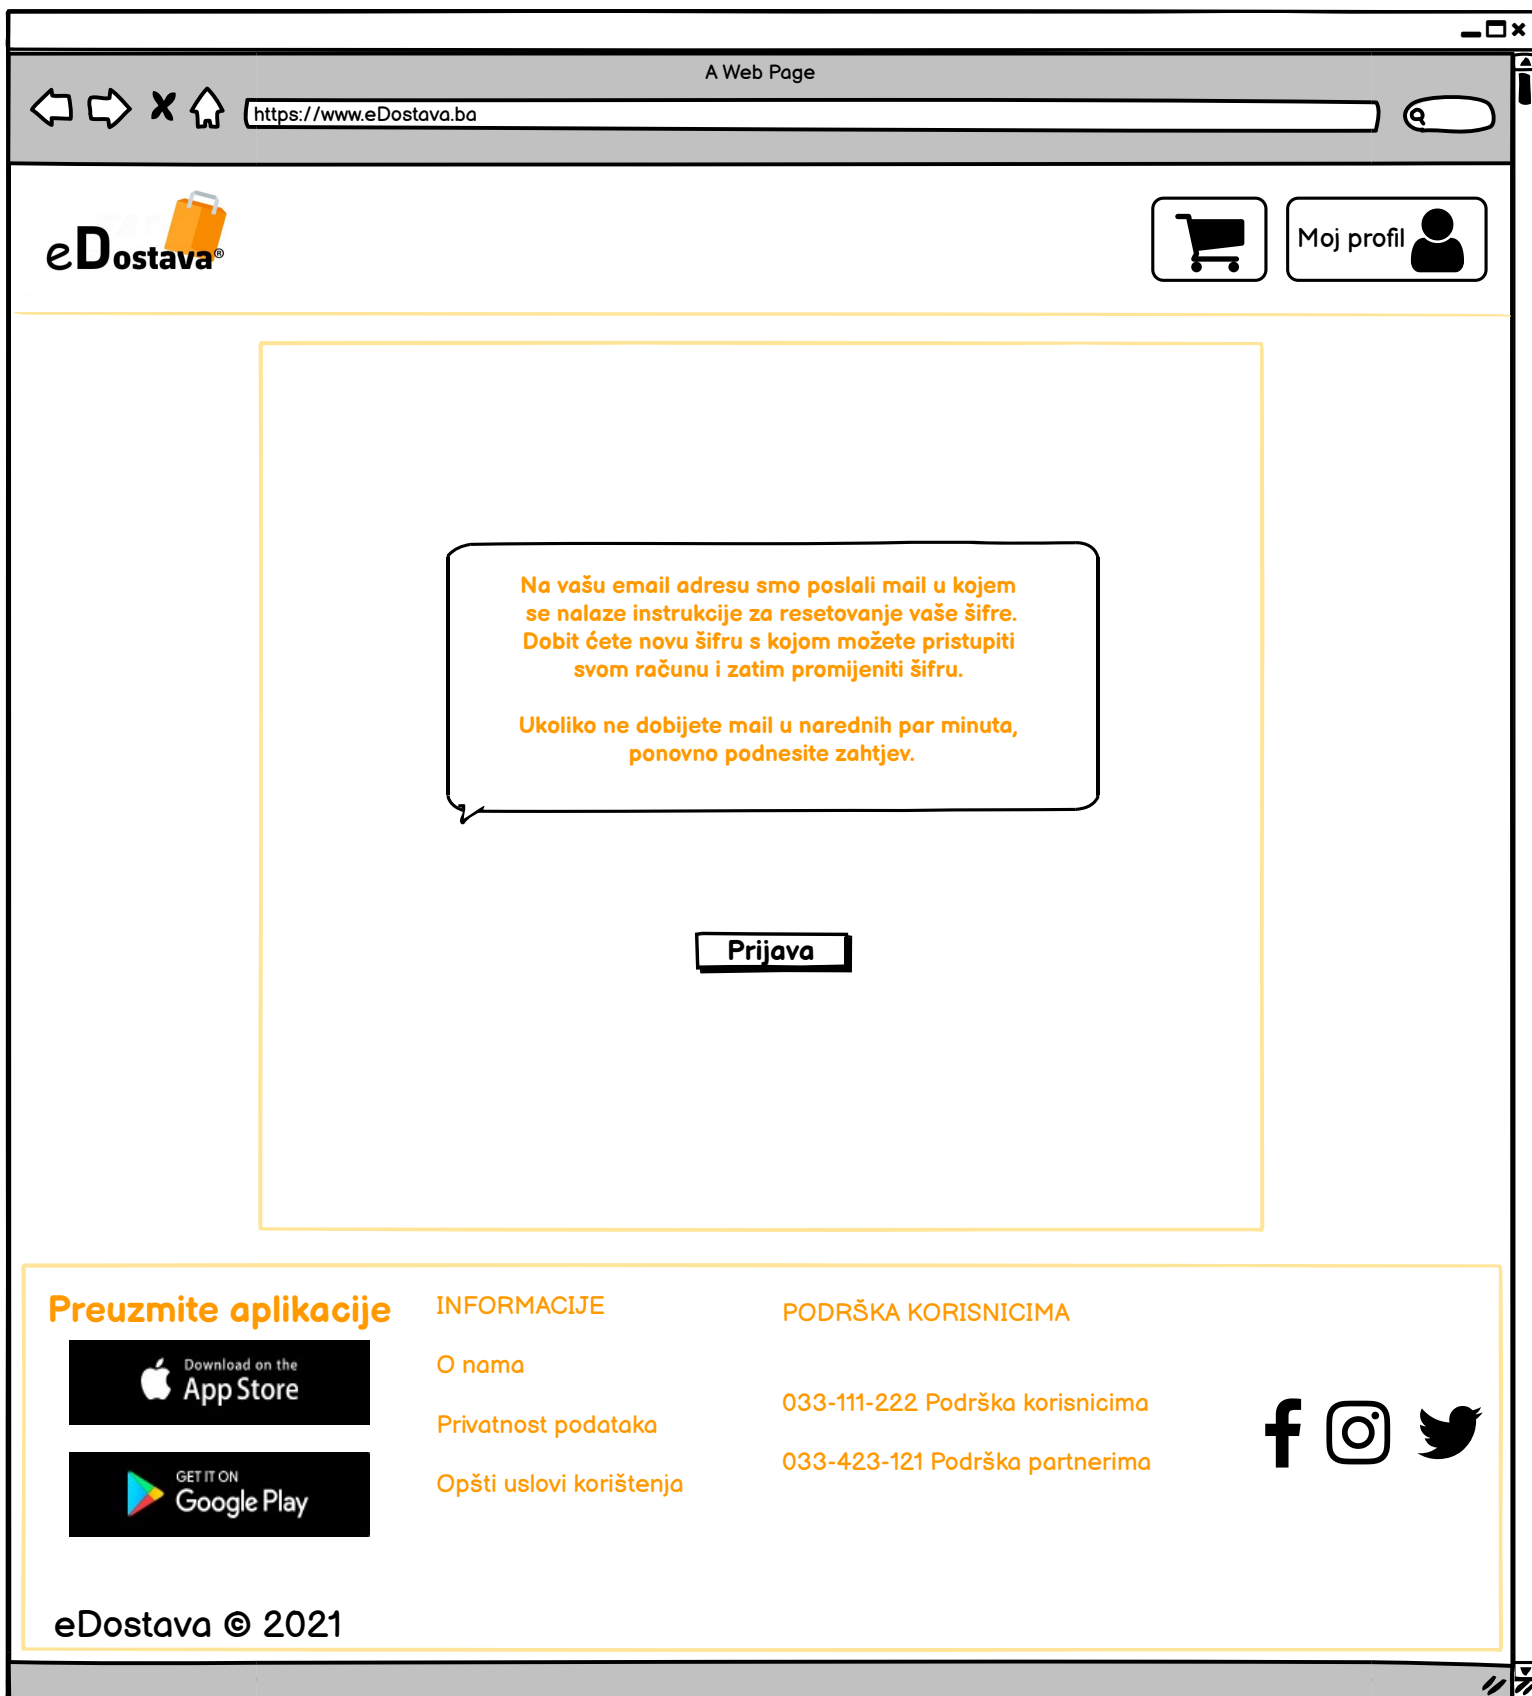 A Web Page
https://www.eDostava.ba
eDostava®
Moj profil
Na vašu email adresu smo poslali mail u kojem
se nalaze instrukcije za resetovanje vaše šifre.
Dobit ćete novu šifru s kojom možete pristupiti
svom računu i zatim promijeniti šifru.
Ukoliko ne dobijete mail u narednih par minuta,
ponovno podnesite zahtjev.
Prijava
Preuzmite aplikacije
Download on the
App Store
GET IT ON
Google Play
INFORMACIJE
O nama
Privatnost podataka
Opšti uslovi korištenja
PODRŠKA KORISNICIMA
033-111-222 Podrška korisnicima
033-423-121 Podrška partnerima
eDostava © 2021